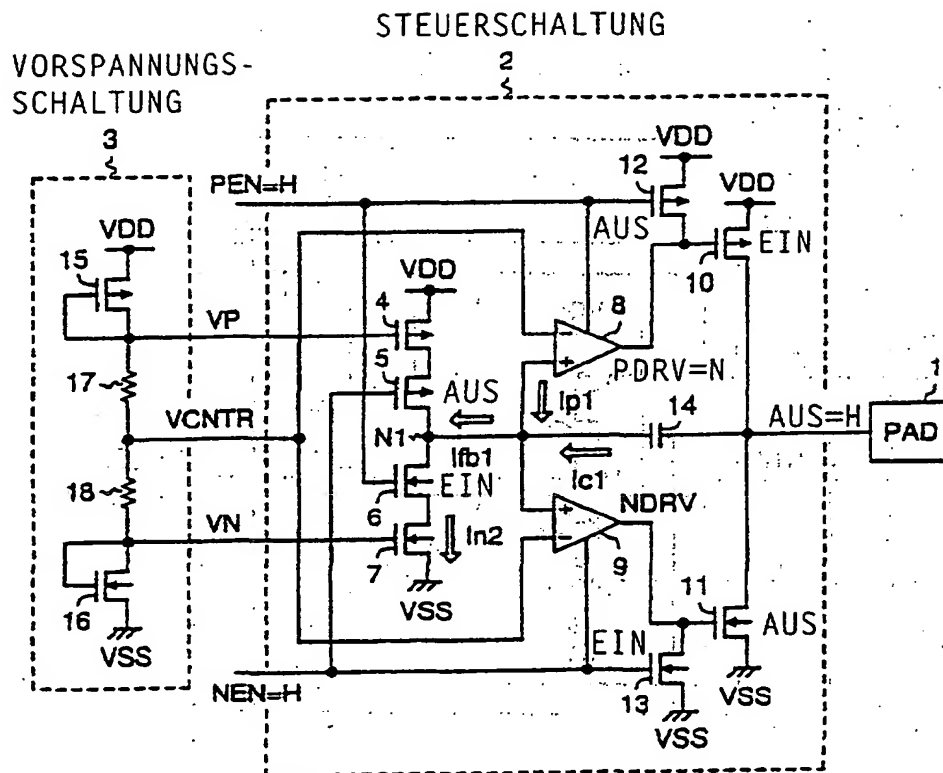 STEUERSCHALTUNG
2
VORSPANNUNGS-
SCHALTUNG
3
VDD
12
VDD
PEN=H
AUS
EIN
10
VDD
15
VDD
VP
4
5
AUS
8
PDRV=N
Ip1
14
AUS=H
1
PAD
17
VCNTR
N1
Ifb1
Ic1
18
EIN
6
NDRV
VN
7
In2
9
11
AUS
16
VSS
VSS
EIN
VSS
NEN=H
13
VSS